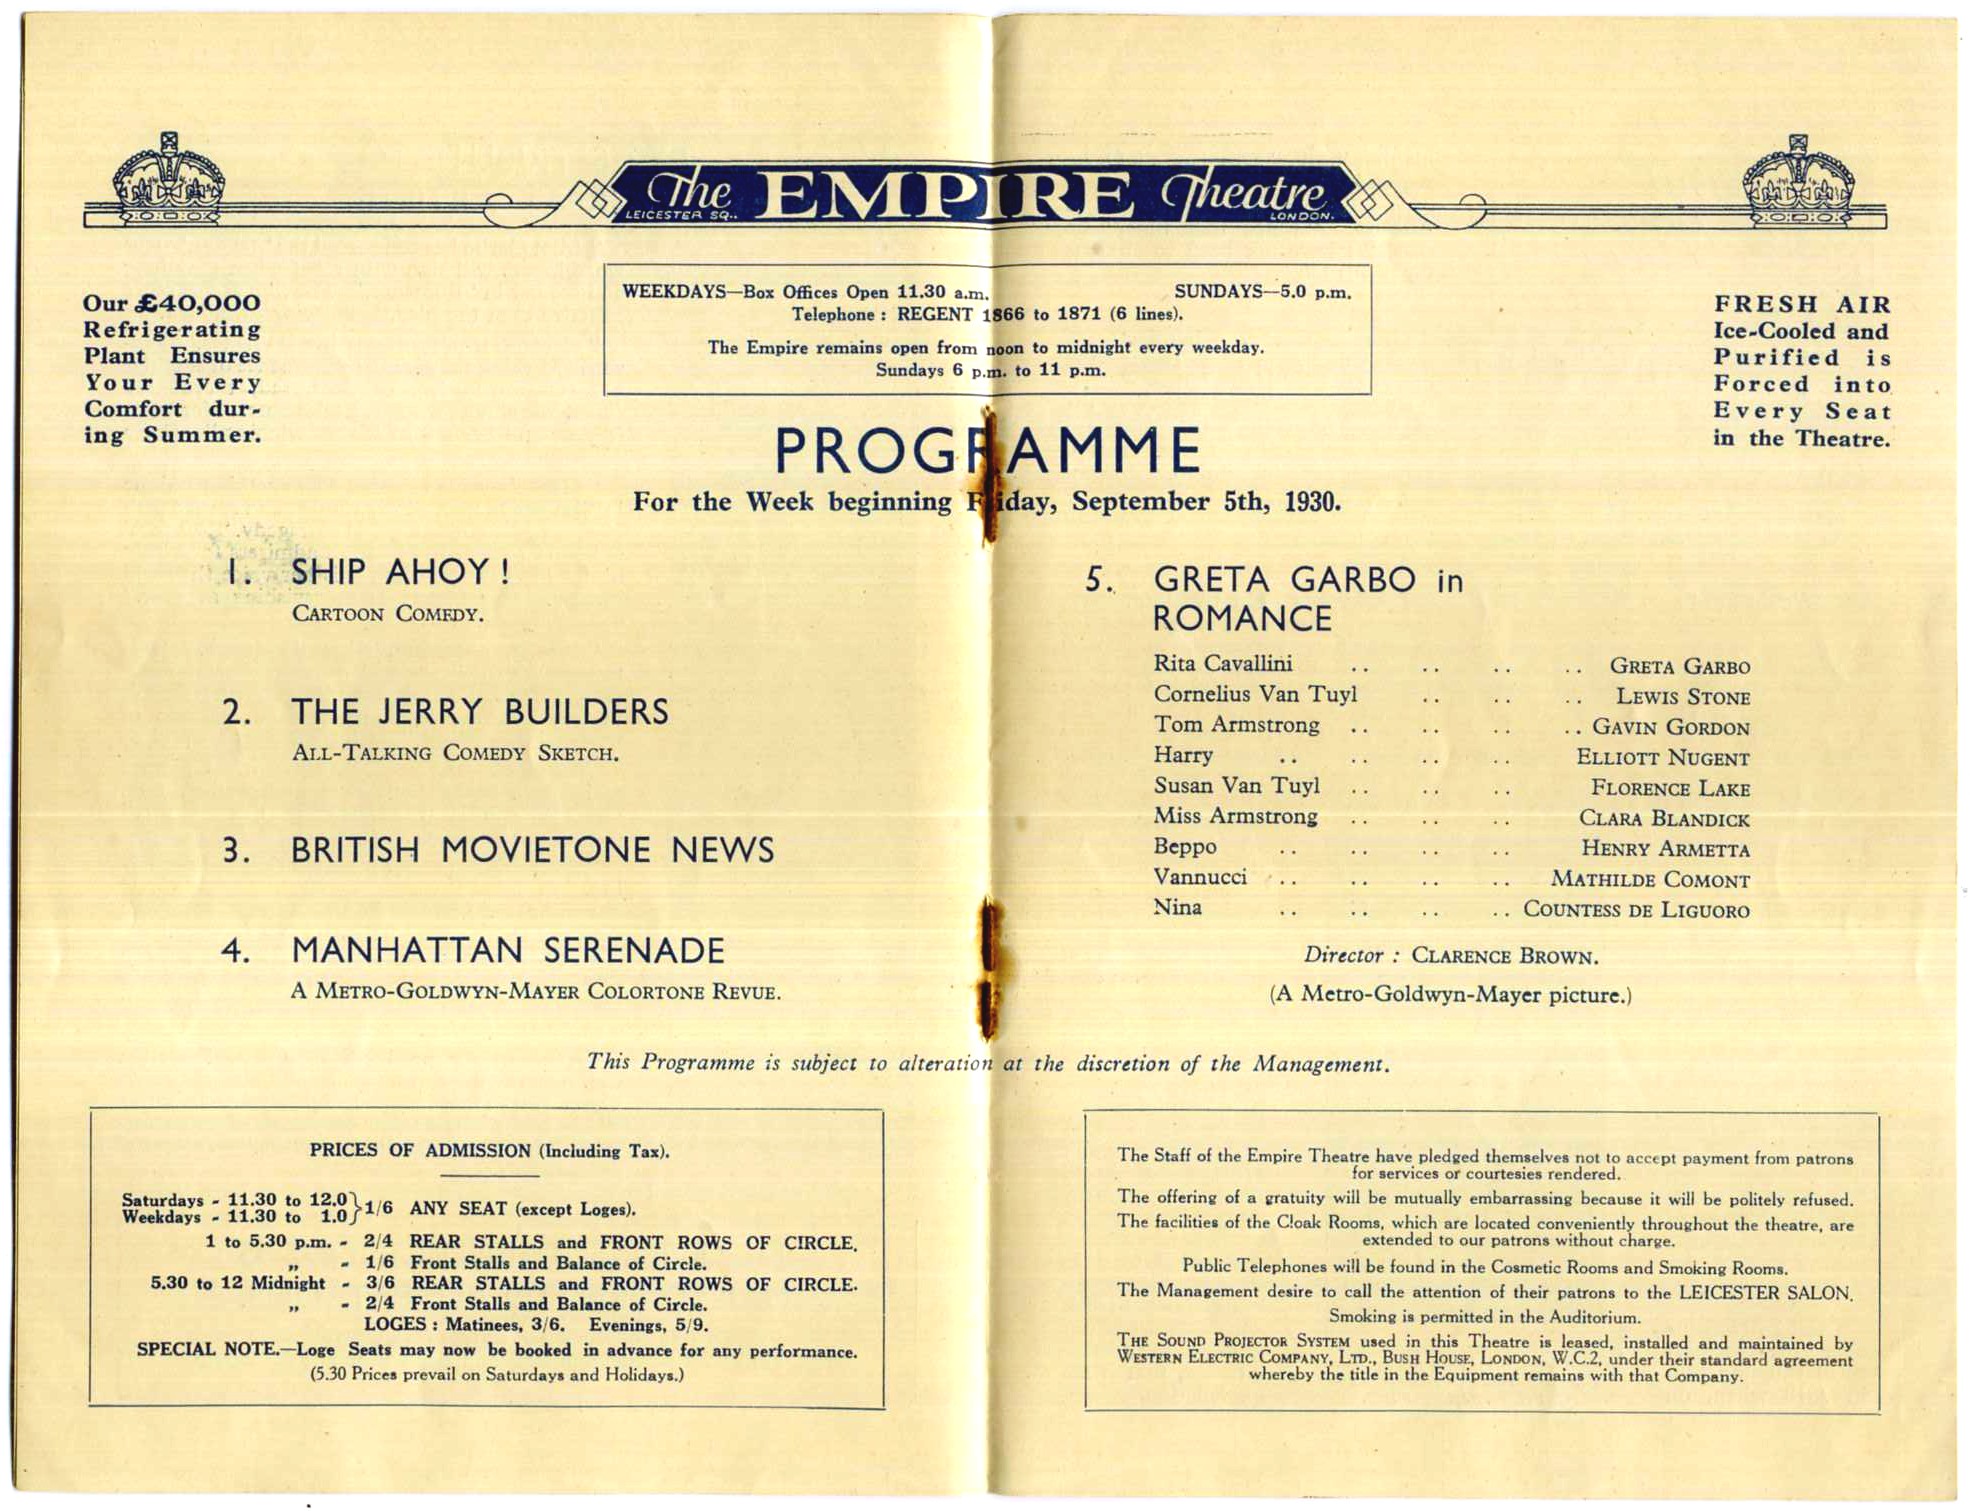 The EMPIRE Theatre
LEICESTER SQ.. LONDON.
Our £40,000
Refrigerating
Plant Ensures
Your Every
Comfort dur-
ing Summer.
WEEKDAYS—Box Offices Open 11.30 a.m. SUNDAYS—5.0 p.m.
Telephone : REGENT 1866 to 1871 (6 lines).
The Empire remains open from noon to midnight every weekday.
Sundays 6 p.m. to 11 p.m.
FRESH AIR
Ice-Cooled and
Purified is
Forced into
Every Seat
in the Theatre.
PROGRAMME
For the Week beginning Friday, September 5th, 1930.
1. SHIP AHOY !
CARTOON COMEDY.
2. THE JERRY BUILDERS
ALL-TALKING COMEDY SKETCH.
3. BRITISH MOVIETONE NEWS
4. MANHATTAN SERENADE
A METRO-GOLDWYN-MAYER COLORTONE REVUE.
5. GRETA GARBO in
ROMANCE
Rita Cavallini .. .. .. .. GRETA GARBO
Cornelius Van Tuyl .. .. .. LEWIS STONE
Tom Armstrong .. .. .. .. GAVIN GORDON
Harry .. .. .. .. ELLIOTT NUGENT
Susan Van Tuyl .. .. .. FLORENCE LAKE
Miss Armstrong .. .. .. CLARA BLANDICK
Beppo .. .. .. .. HENRY ARMETTA
Vannucci .. .. .. .. MATHILDE COMONT
Nina .. .. .. .. COUNTESS DE LIGUORO
Director : CLARENCE BROWN.
(A Metro-Goldwyn-Mayer picture.)
This Programme is subject to alteration at the discretion of the Management.
PRICES OF ADMISSION (Including Tax).
Saturdays - 11.30 to 12.0
Weekdays - 11.30 to 1.0 } 1/6 ANY SEAT (except Loges).
1 to 5.30 p.m. - 2/4 REAR STALLS and FRONT ROWS OF CIRCLE.
„ - 1/6 Front Stalls and Balance of Circle.
5.30 to 12 Midnight - 3/6 REAR STALLS and FRONT ROWS OF CIRCLE.
„ - 2/4 Front Stalls and Balance of Circle.
LOGES : Matinees, 3/6. Evenings, 5/9.
SPECIAL NOTE.—Loge Seats may now be booked in advance for any performance.
(5.30 Prices prevail on Saturdays and Holidays.)
The Staff of the Empire Theatre have pledged themselves not to accept payment from patrons
for services or courtesies rendered.
The offering of a gratuity will be mutually embarrassing because it will be politely refused.
The facilities of the Cloak Rooms, which are located conveniently throughout the theatre, are
extended to our patrons without charge.
Public Telephones will be found in the Cosmetic Rooms and Smoking Rooms.
The Management desire to call the attention of their patrons to the LEICESTER SALON.
Smoking is permitted in the Auditorium.
THE SOUND PROJECTOR SYSTEM used in this Theatre is leased, installed and maintained by
WESTERN ELECTRIC COMPANY, LTD., BUSH HOUSE, LONDON, W.C.2, under their standard agreement
whereby the title in the Equipment remains with that Company.